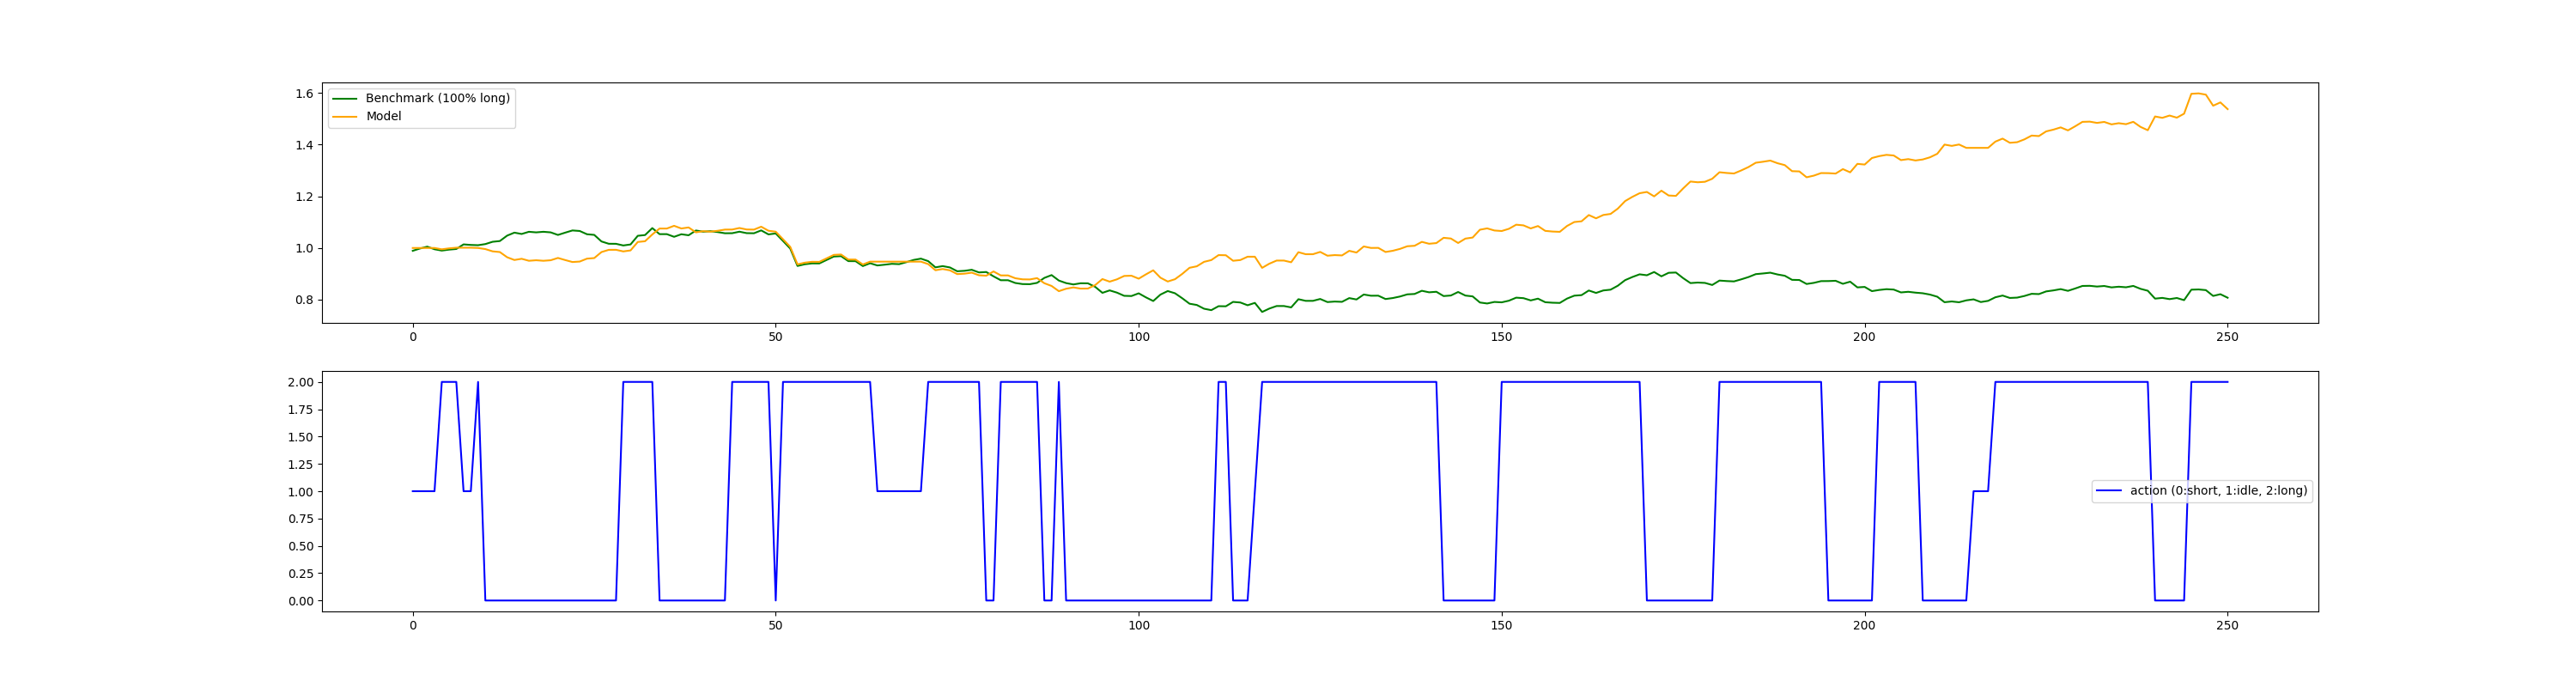 1.6
1.4
1.2
1.0
0.8
Benchmark (100% long)
Model
0 50 100 150 200 250
2.00
1.75
1.50
1.25
1.00
0.75
0.50
0.25
0.00
action (0:short, 1:idle, 2:long)
0 50 100 150 200 250